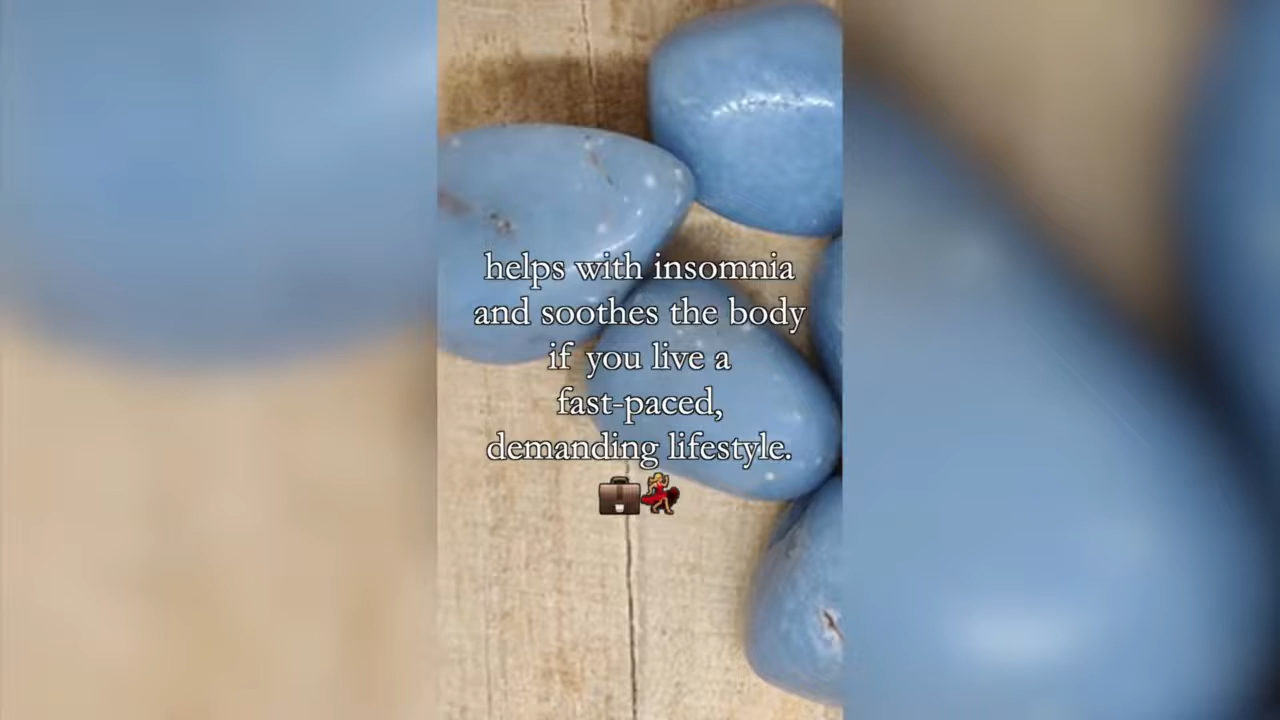 helps with insomnia
and soothes the body
if you live a
fast-paced,
demanding lifestyle.
💼💃